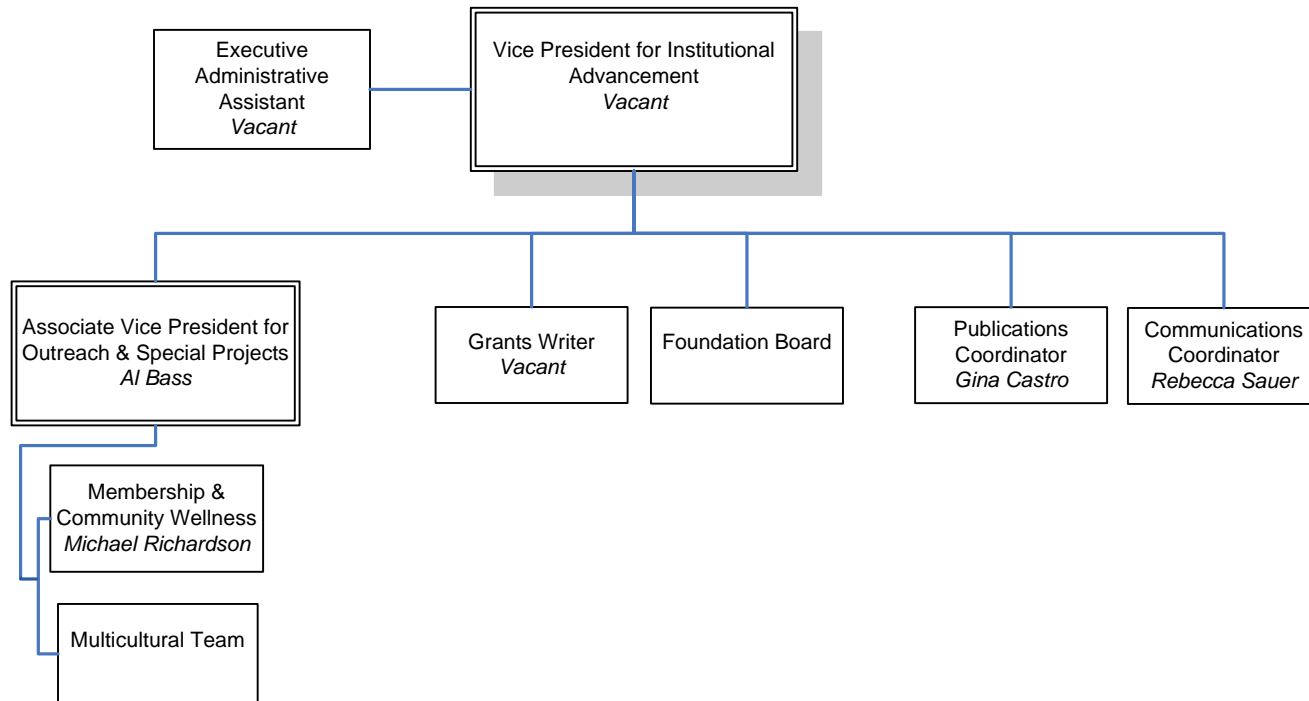 Executive
Administrative
Assistant
Vacant
Vice President for Institutional
Advancement
Vacant
Associate Vice President for
Outreach & Special Projects
Al Bass
Grants Writer
Vacant
Foundation Board
Publications
Coordinator
Gina Castro
Communications
Coordinator
Rebecca Sauer
Membership &
Community Wellness
Michael Richardson
Multicultural Team